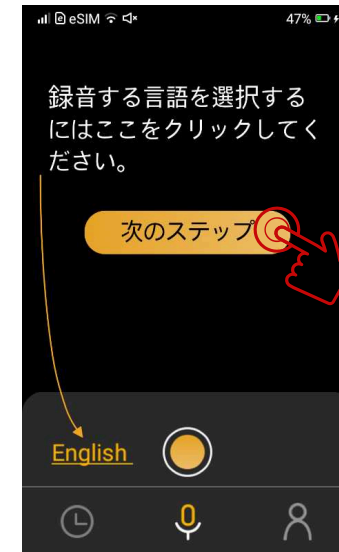 eSIM
47%
録音する言語を選択する
にはここをクリックしてく
ださい。
次のステップ
English